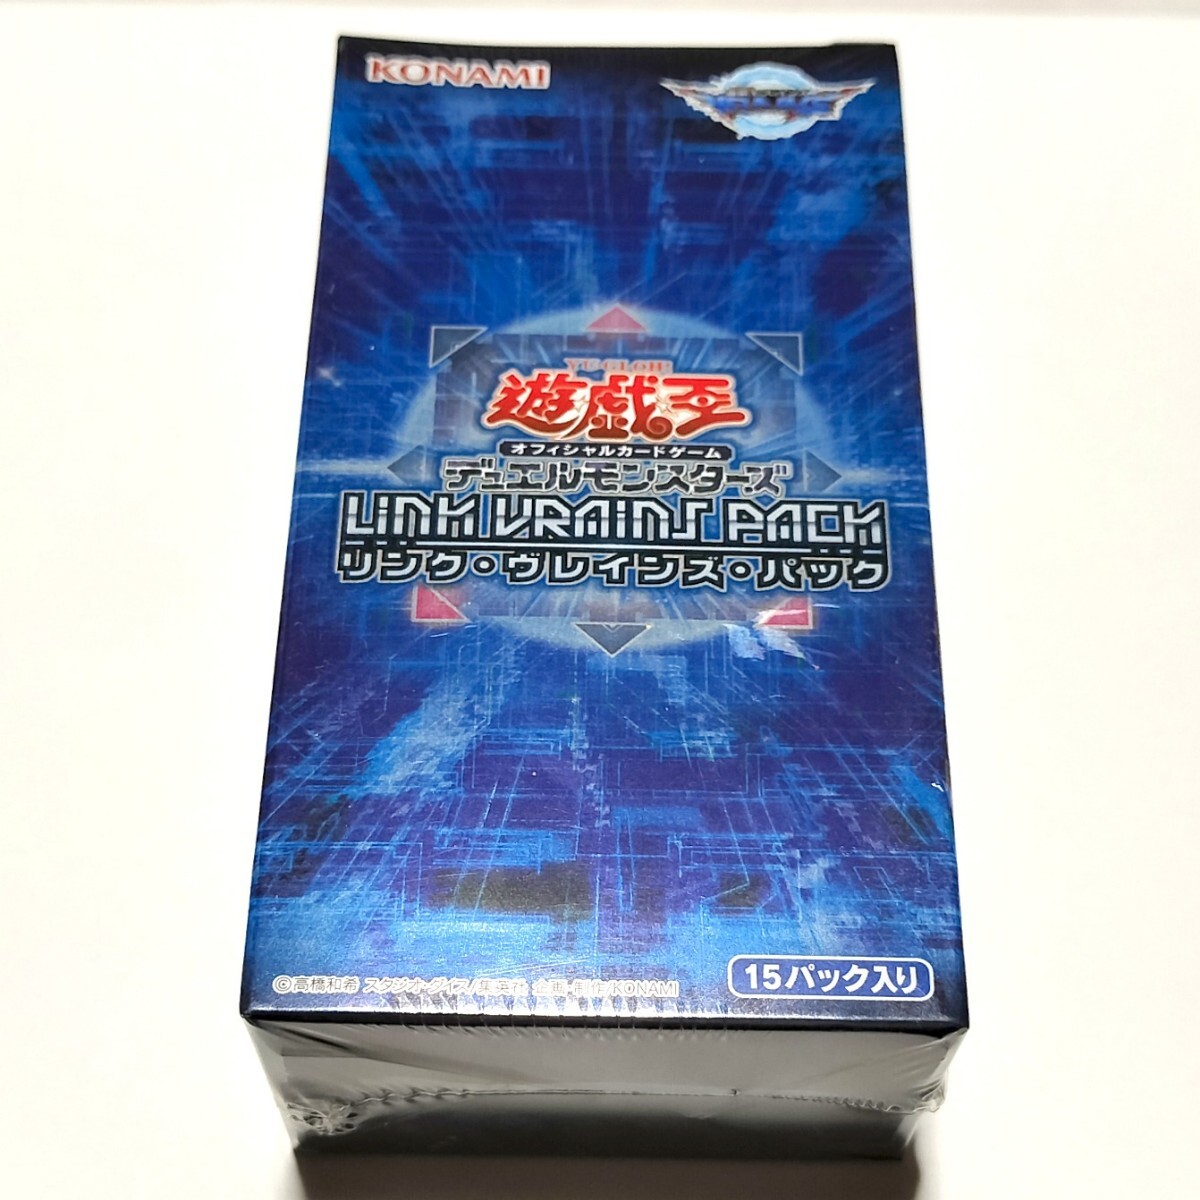 KONAMI
VRAINS
YU-GI-OH!
遊戯王
オフィシャルカードゲーム
デュエルモンスターズ
LINK VRAINS PACK
リンク・ヴレインズ・パック
©高橋和希 スタジオ・ダイス/集英社 企画・制作/KONAMI
15パック入り